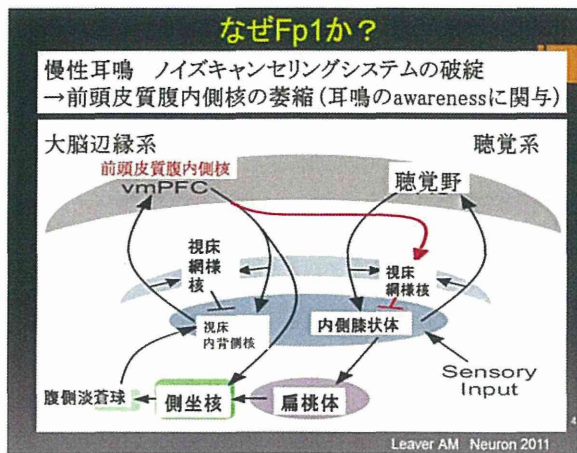 なぜFp1か？
慢性耳鳴 ノイズキャンセリングシステムの破綻
→前頭皮質腹内側核の萎縮(耳鳴のawarenessに関与)
大脳辺縁系
聴覚系
前頭皮質腹内側核
vmPFC
聴覚野
視床
網様
核
視床
網様核
視床
内背側核
内側膝状体
Sensory
Input
腹側淡蒼球
側坐核
扁桃体
4
Leaver AM Neuron 2011